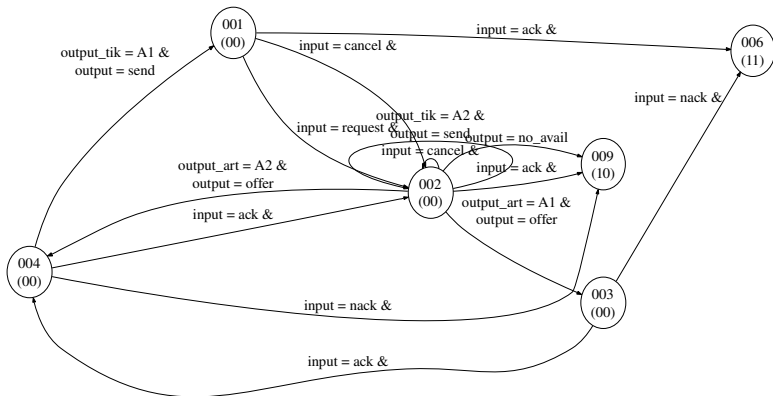 001
(00)
input = ack &
006
(11)
output_tik = A1 &
output = send
input = cancel &
input = nack &
input = request &
output_tik = A2 &
output = send
input = cancel &
output = no_avail
009
(10)
output_art = A2 &
output = offer
input = ack &
002
(00)
output_art = A1 &
output = offer
input = ack &
004
(00)
003
(00)
input = nack &
input = ack &